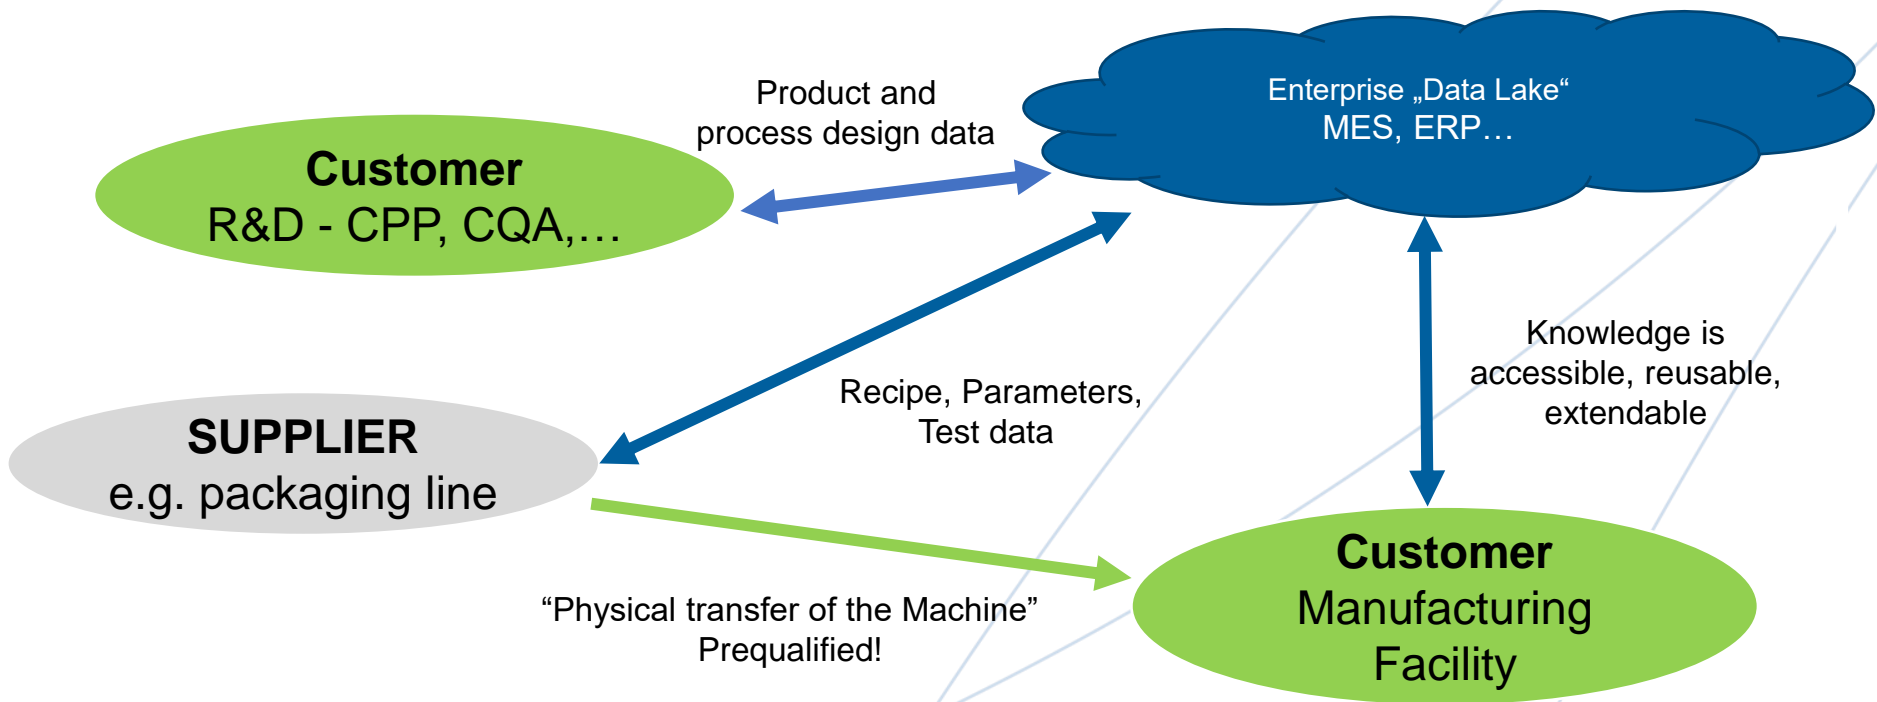 Product and
process design data
Enterprise „Data Lake“
MES, ERP…
Customer
R&D - CPP, CQA,…
Knowledge is
accessible, reusable,
extendable
Recipe, Parameters,
Test data
SUPPLIER
e.g. packaging line
“Physical transfer of the Machine”
Prequalified!
Customer
Manufacturing
Facility